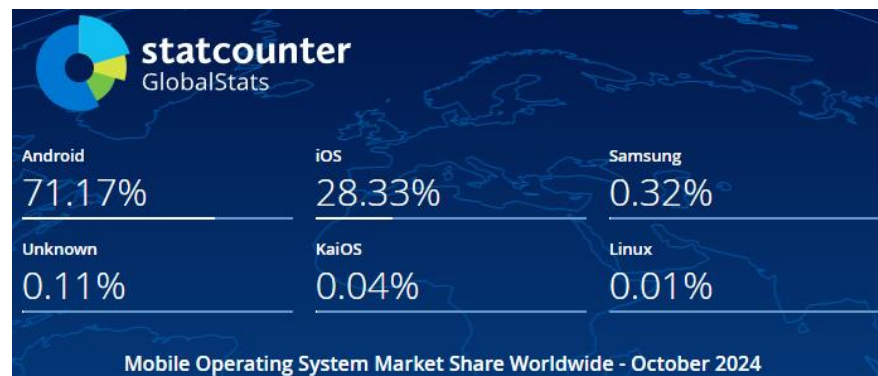 statcounter
GlobalStats
Android
iOS
Samsung
71.17%
28.33%
0.32%
Unknown
KaiOS
Linux
0.11%
0.04%
0.01%
Mobile Operating System Market Share Worldwide - October 2024